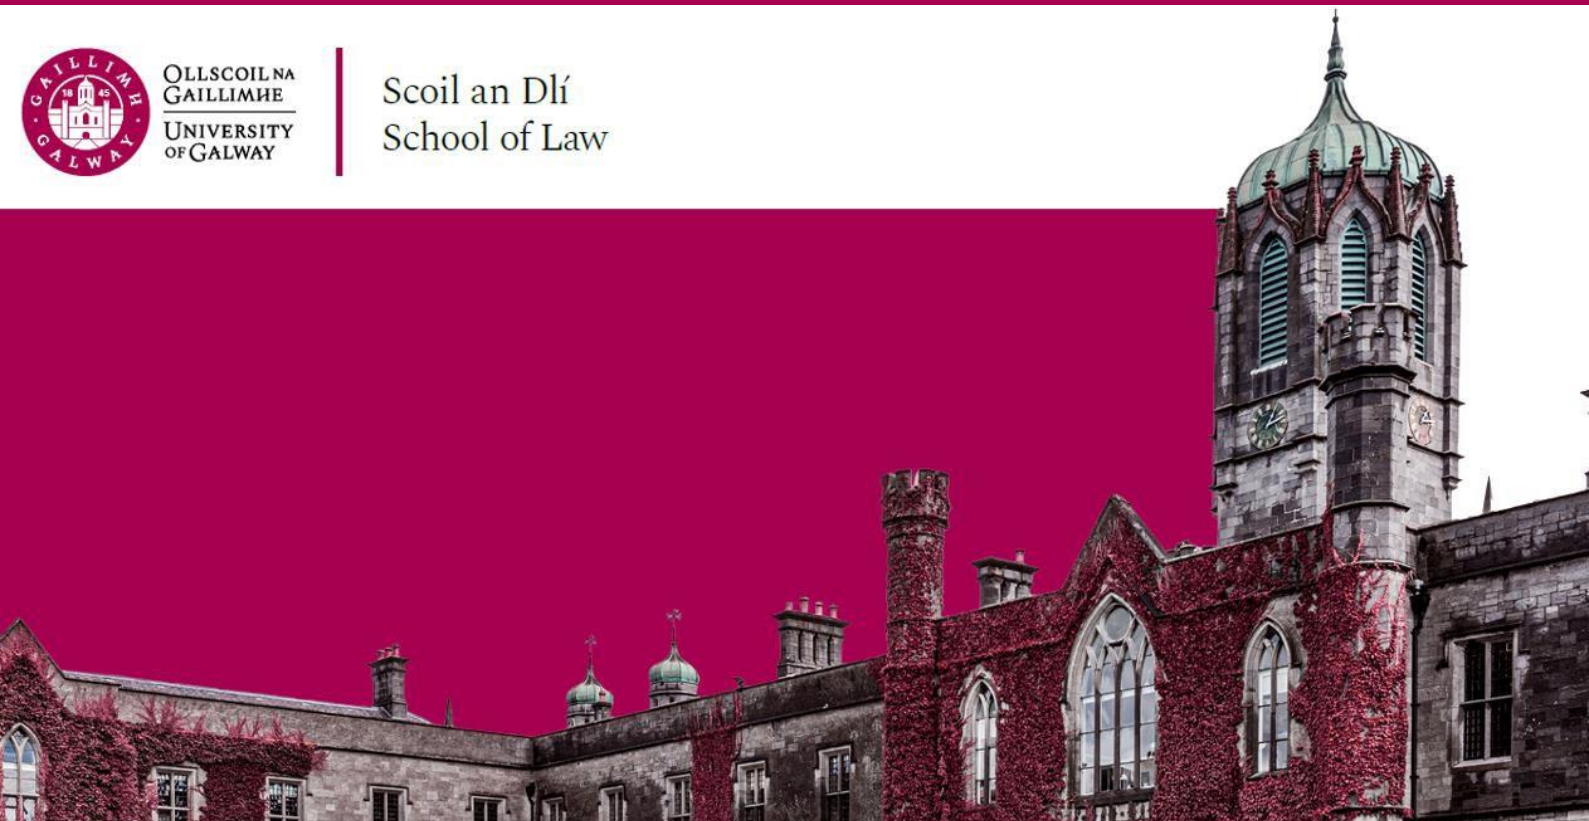 GAILLIMH
18 45
GALWAY
OLLSCOIL NA
GAILLIMHE
UNIVERSITY
OF GALWAY
Scoil an Dlí
School of Law